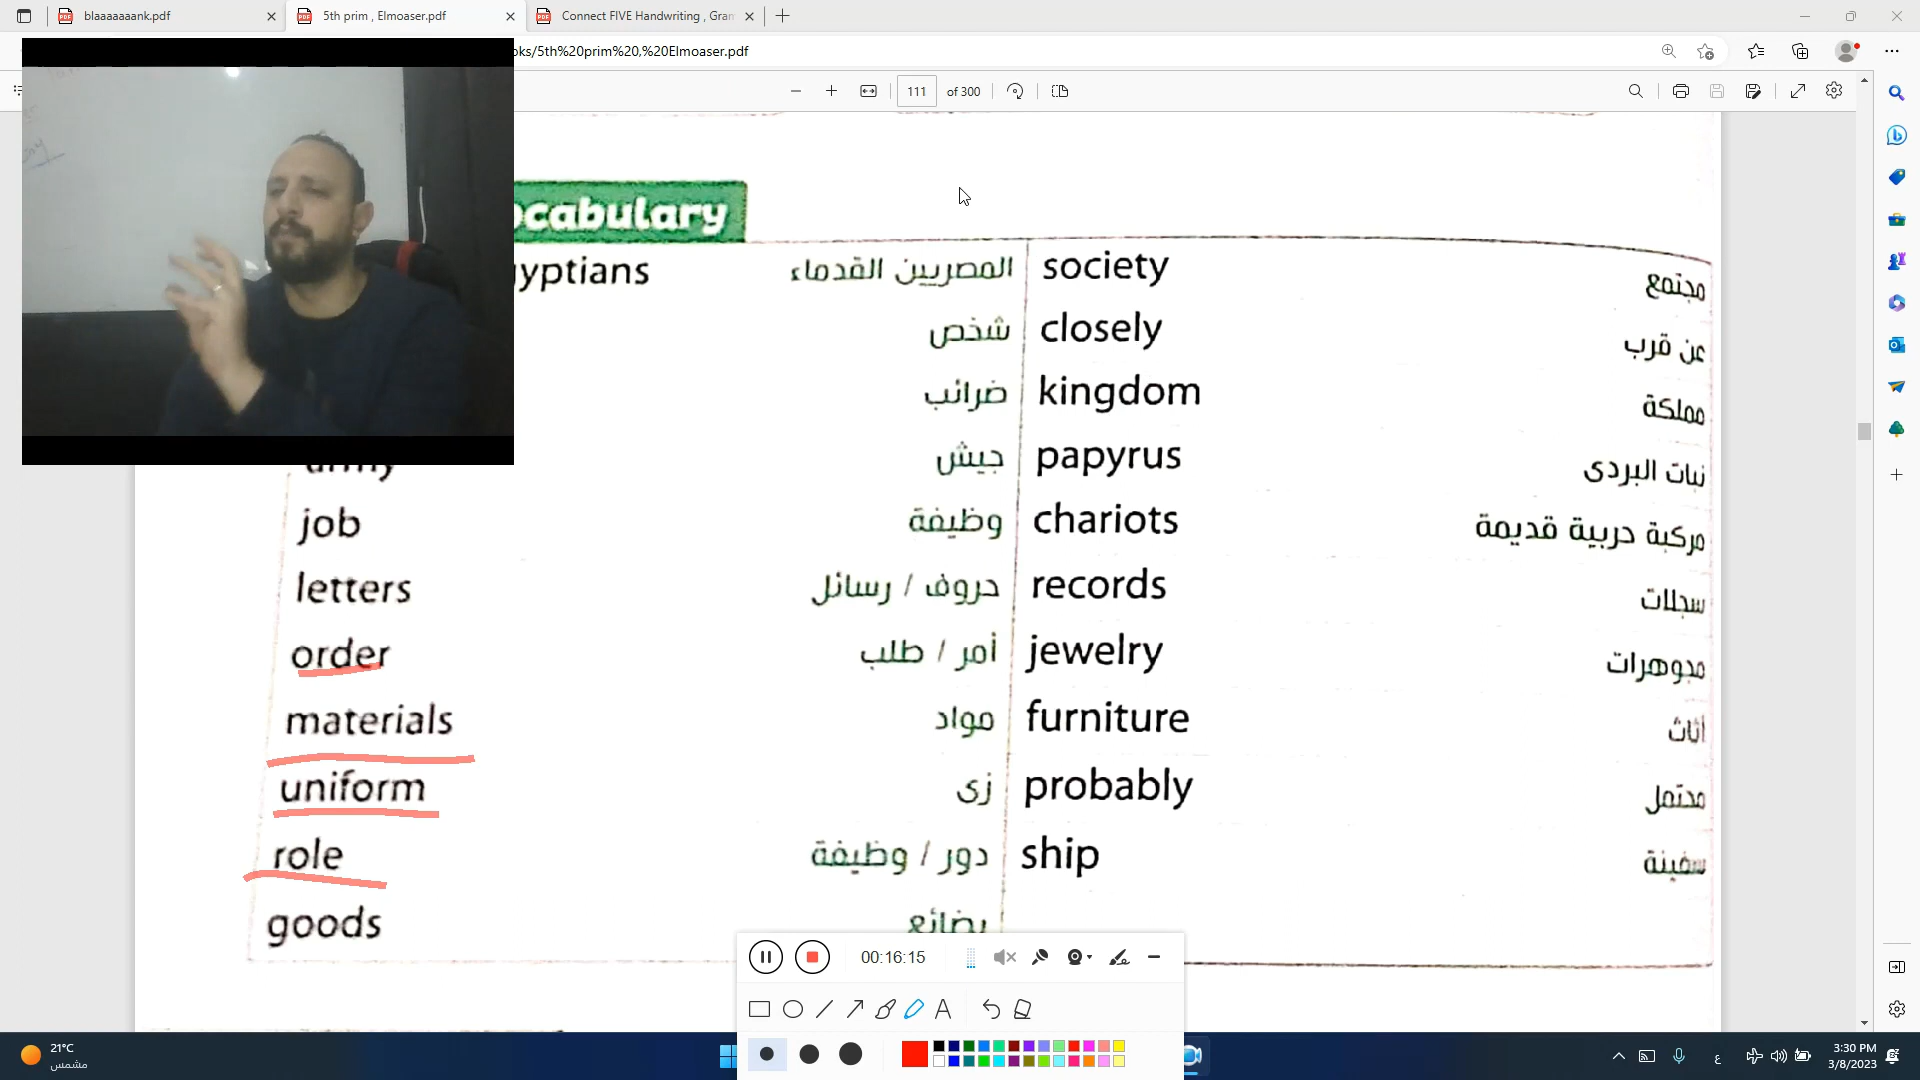 blaaaaaaank.pdf
5th prim , Elmoaser.pdf
Connect FIVE Handwriting , Gram
oks/5th%20prim%20,%20Elmoaser.pdf
111 of 300
ocabulary
gyptians المصريين القدماء
شخص
ضرائب
army جيش
job وظيفة
letters حروف / رسائل
order أمر / طلب
materials مواد
uniform زى
role دور / وظيفة
goods بضائع
society مجتمع
closely عن قرب
kingdom مملكة
papyrus نبات البردى
chariots مركبة حربية قديمة
records سجلات
jewelry مجوهرات
furniture أثاث
probably محتمل
ship سفينة
00:16:15
21°C
مشمس
ع
3:30 PM
3/8/2023